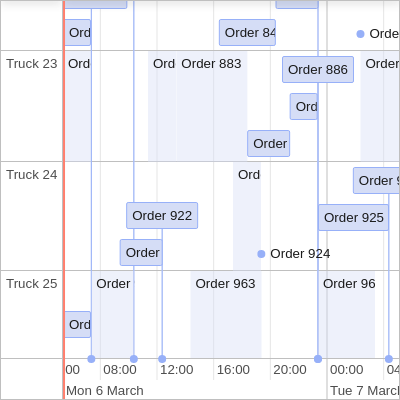 Ord Order 84 Orde
Truck 23 Ord Ord Order 883 Order
Order 886
Ord
Order
Truck 24 Ord
Order 9
Order 922 Order 925
Order Order 924
Truck 25 Order Order 963 Order 96
Ord
00 08:00 12:00 16:00 20:00 00:00 04
Mon 6 March Tue 7 March